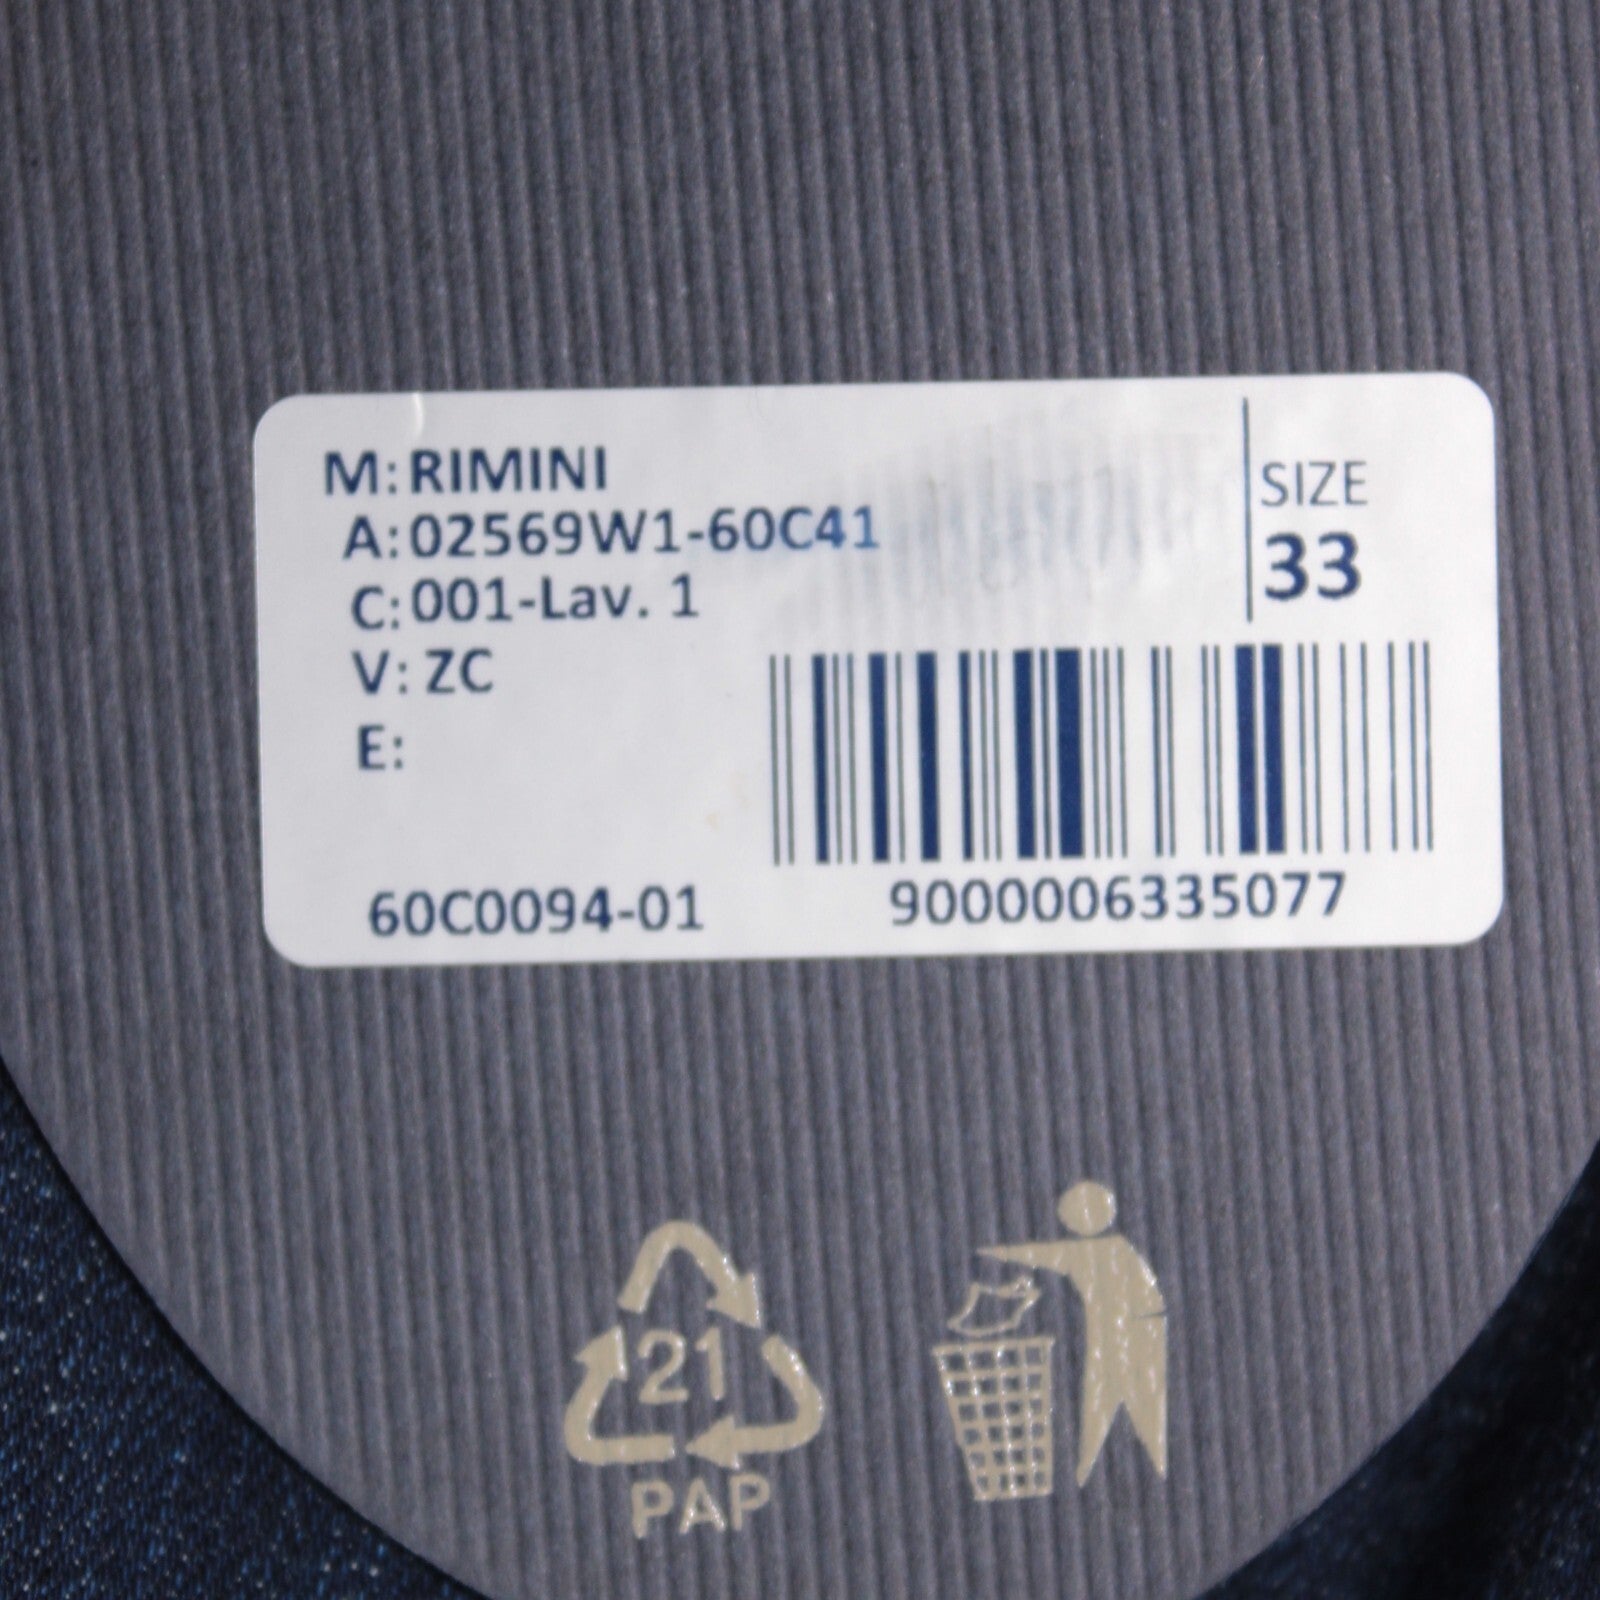 M: RIMINI
A: 02569W1-60C41
C: 001-Lav. 1
V: ZC
E:
SIZE
33
60C0094-01
9000006335077
21
PAP